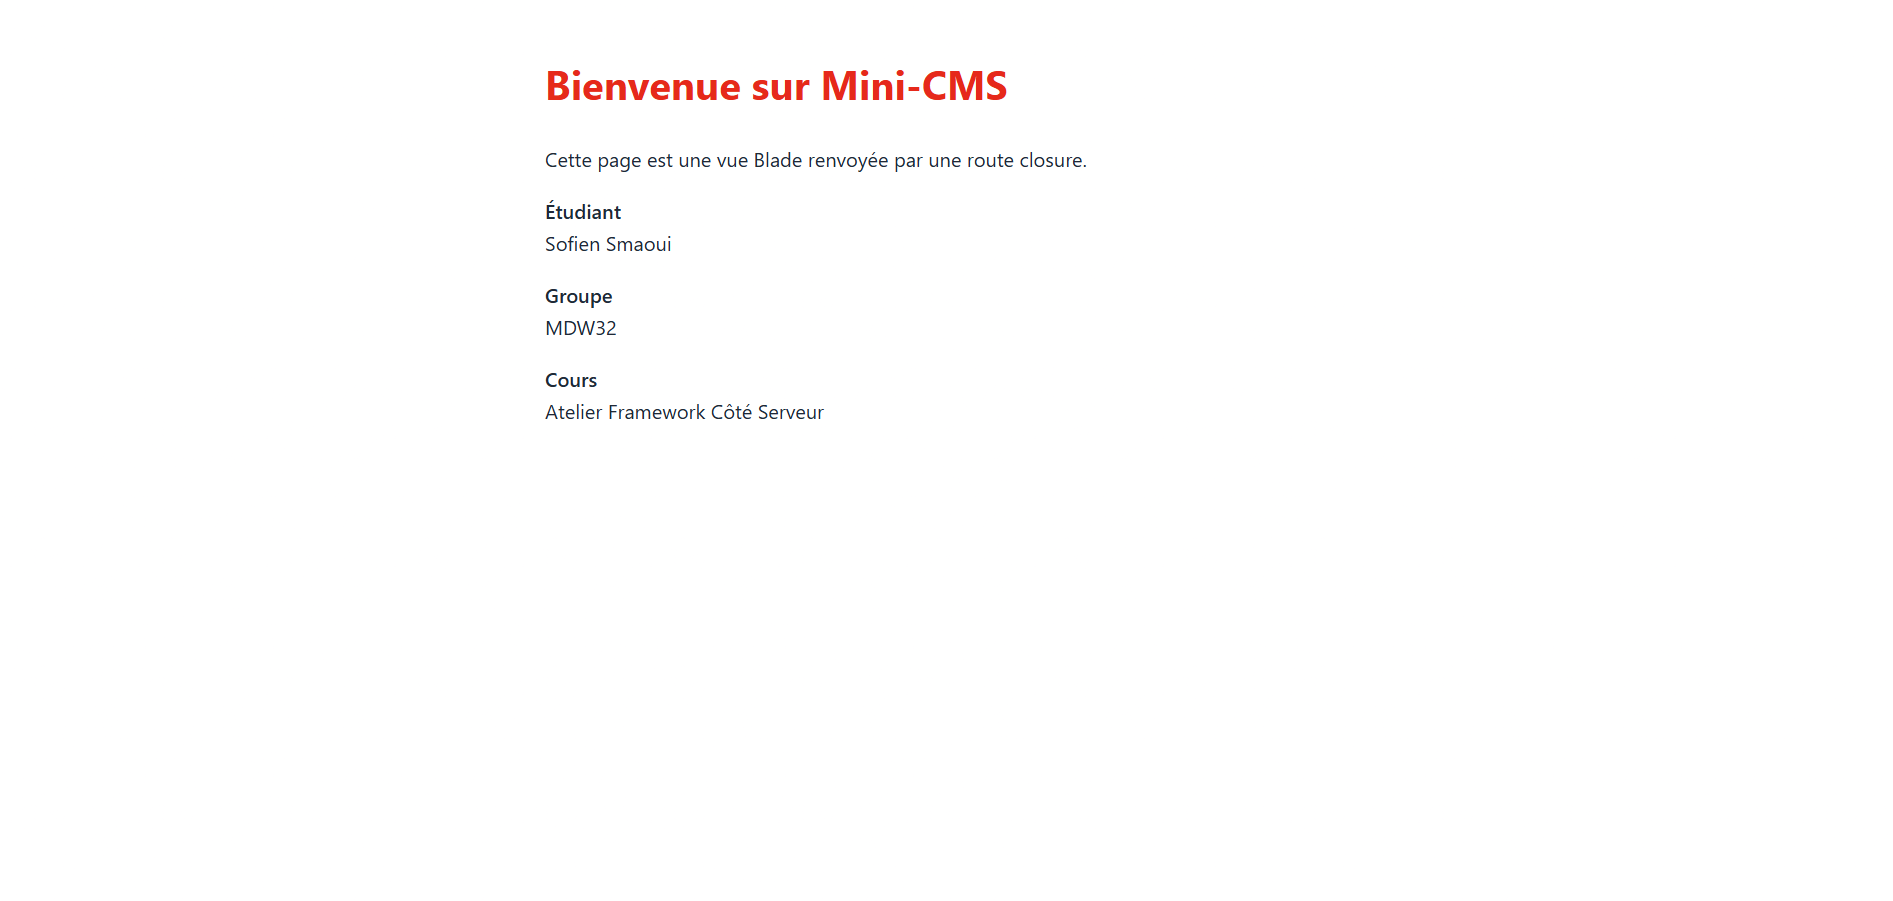 Bienvenue sur Mini-CMS
Cette page est une vue Blade renvoyée par une route closure.
Étudiant
Sofien Smaoui
Groupe
MDW32
Cours
Atelier Framework Côté Serveur